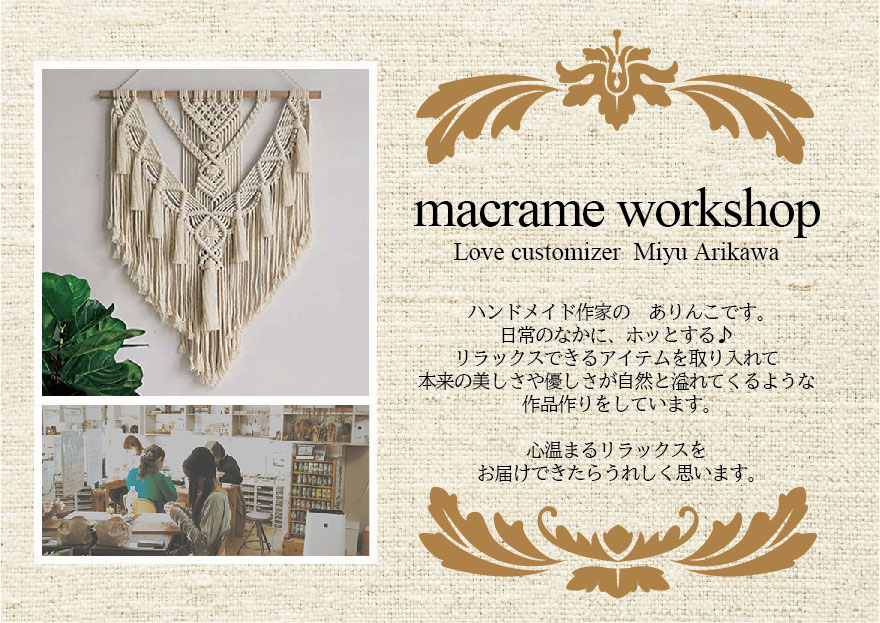 macrame workshop
Love customizer Miyu Arikawa
ハンドメイド作家の　ありんこです。
日常のなかに、ホッとする♪
リラックスできるアイテムを取り入れて
本来の美しさや優しさが自然と溢れてくるような
作品作りをしています。
心温まるリラックスを
お届けできたらうれしく思います。